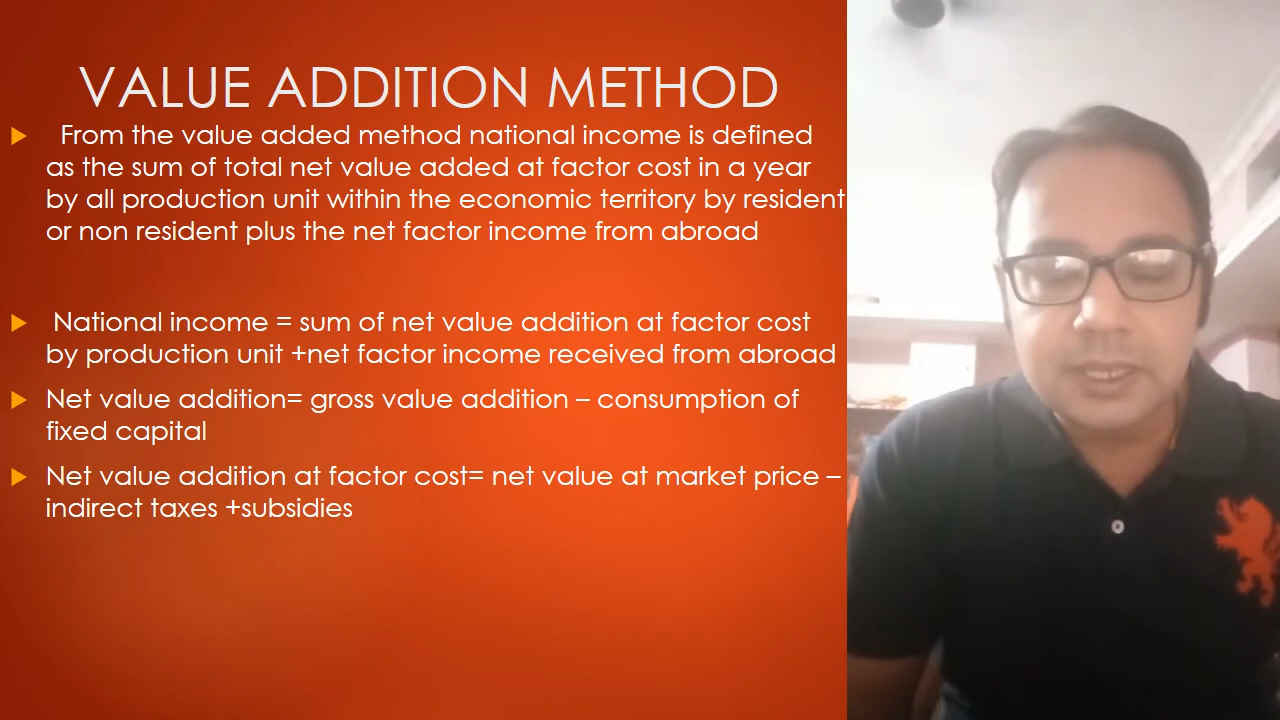 VALUE ADDITION METHOD
From the value added method national income is defined
as the sum of total net value added at factor cost in a year
by all production unit within the economic territory by resident
or non resident plus the net factor income from abroad
National income = sum of net value addition at factor cost
by production unit +net factor income received from abroad
Net value addition= gross value addition – consumption of
fixed capital
Net value addition at factor cost= net value at market price –
indirect taxes +subsidies